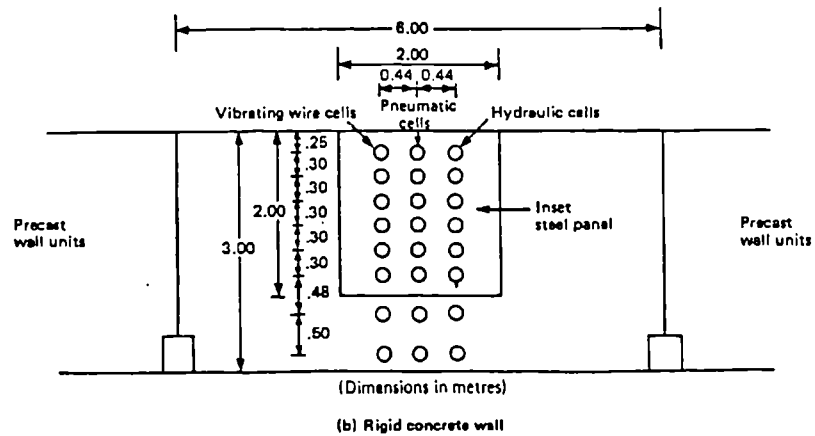 6.00
2.00
0.44 0.44
Vibrating wire cells
Pneumatic
cells
Hydraulic cells
.25
.30
.30
.30
.30
.30
.48
.50
2.00
3.00
Precast
wall units
Inset
steel panel
Precast
wall units
(Dimensions in metres)
(b) Rigid concrete wall